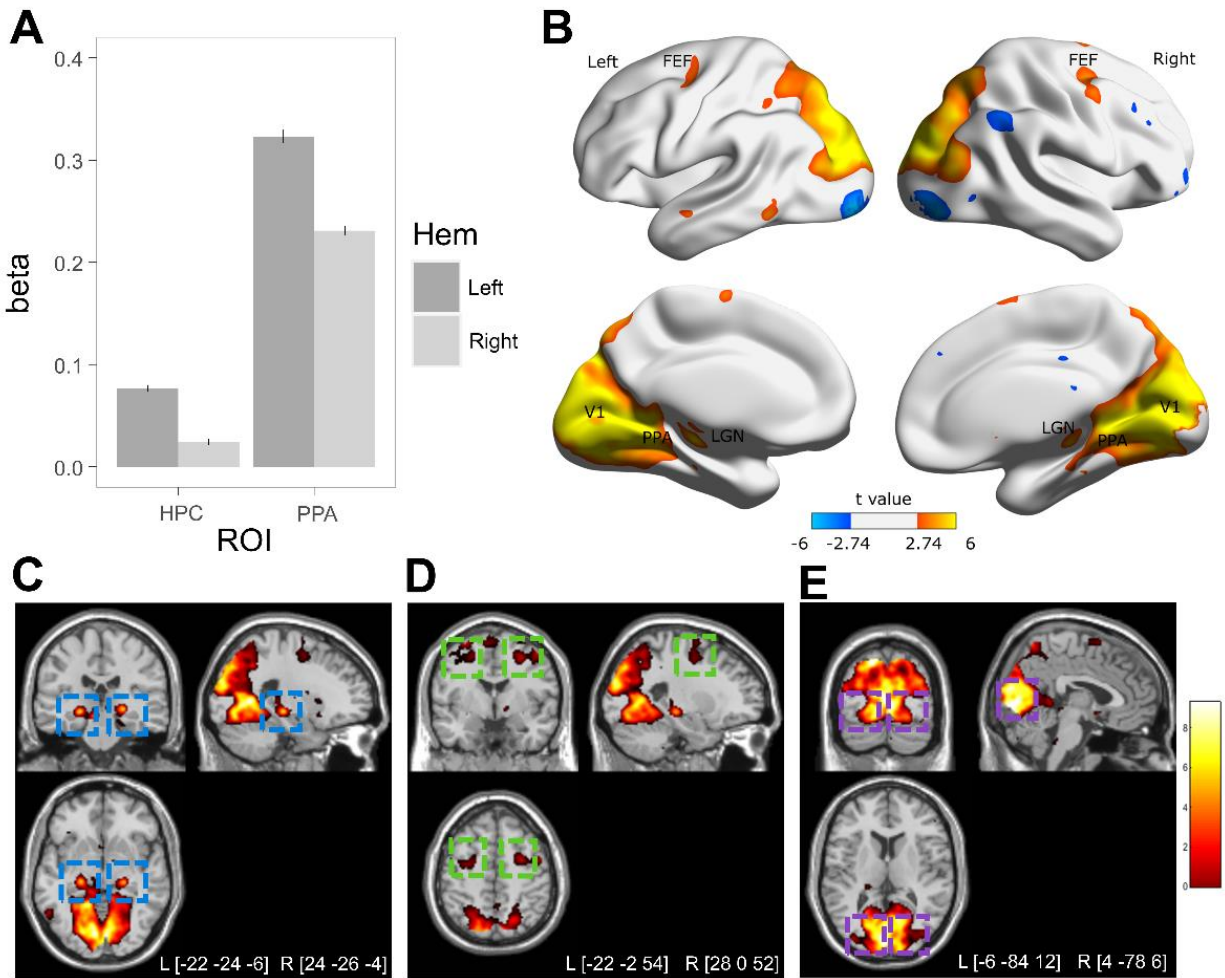 A
0.4
0.3
0.2
0.1
0.0
beta
HPC PPA
ROI
Hem
Left
Right
B
Left FEF
FEF Right
V1 PPA LGN
LGN PPA V1
t value
-6 -2.74 2.74 6
C
L [-22 -24 -6] R [24 -26 -4]
D
L [-22 -2 54] R [28 0 52]
E
L [-6 -84 12] R [4 -78 6]
8
6
4
2
0